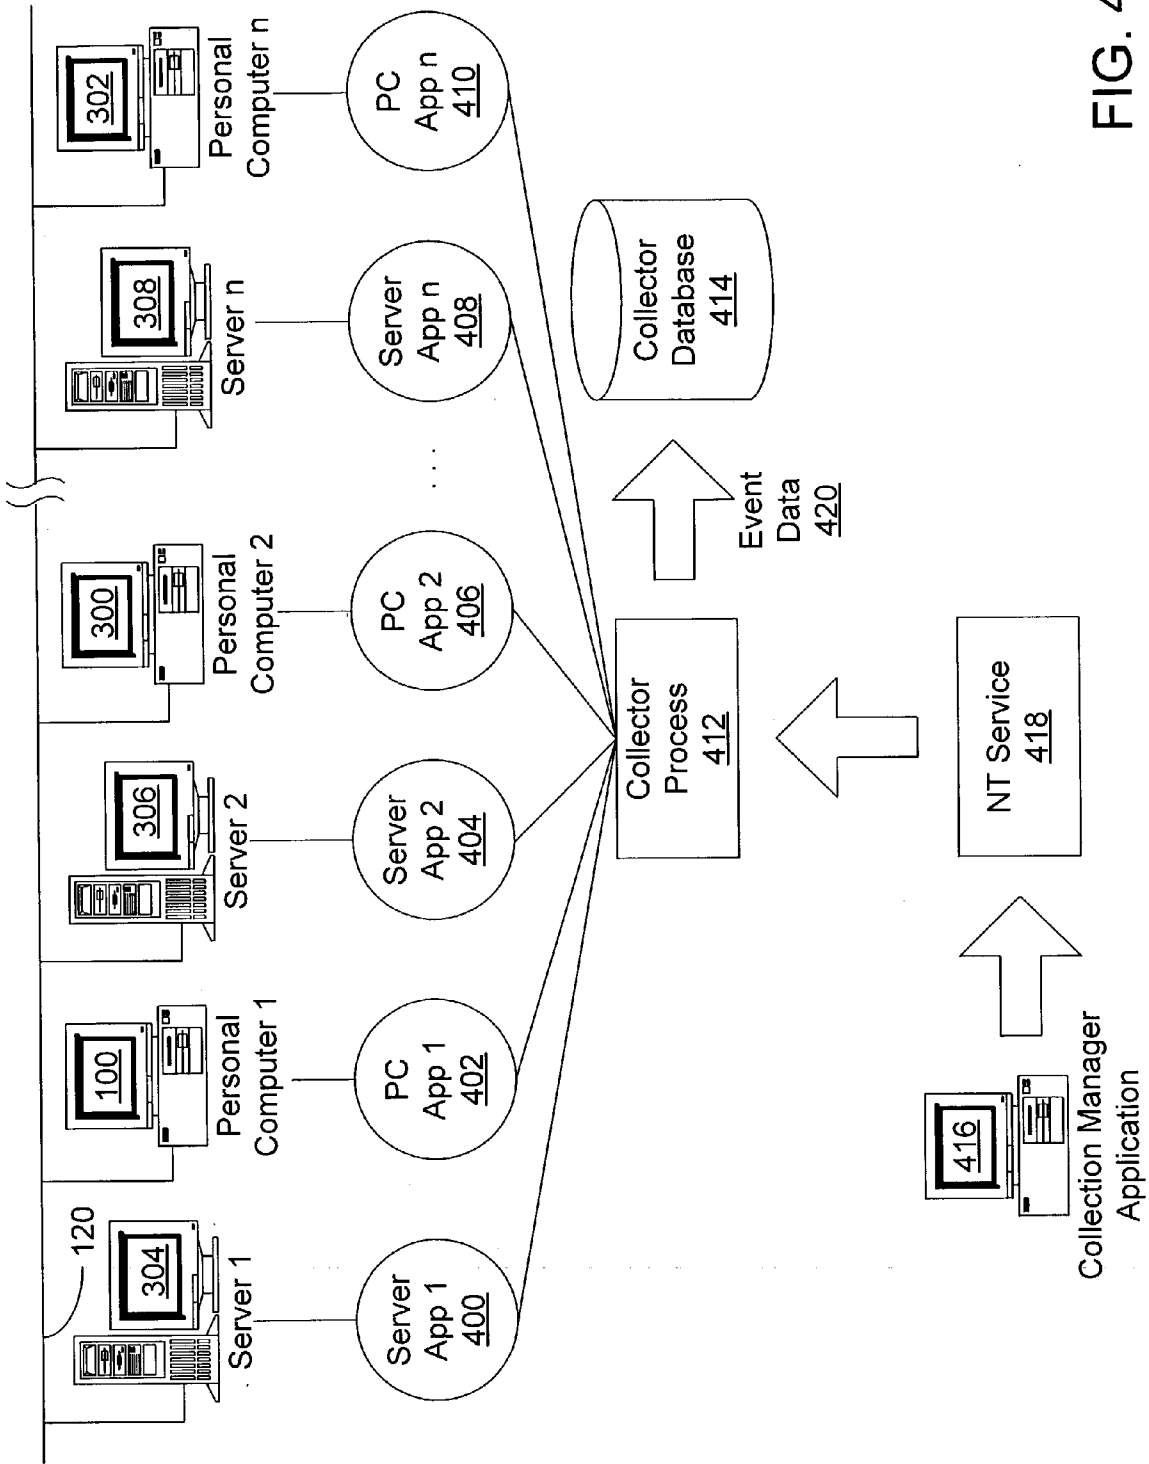 120
304
Server 1
100
Personal
Computer 1
306
Server 2
300
Personal
Computer 2
308
Server n
302
Personal
Computer n
Server
App 1
400
PC
App 1
402
Server
App 2
404
PC
App 2
406
. . .
Server
App n
408
PC
App n
410
Collector
Process
412
Event
Data
420
Collector
Database
414
416
Collection Manager
Application
NT Service
418
FIG. 4